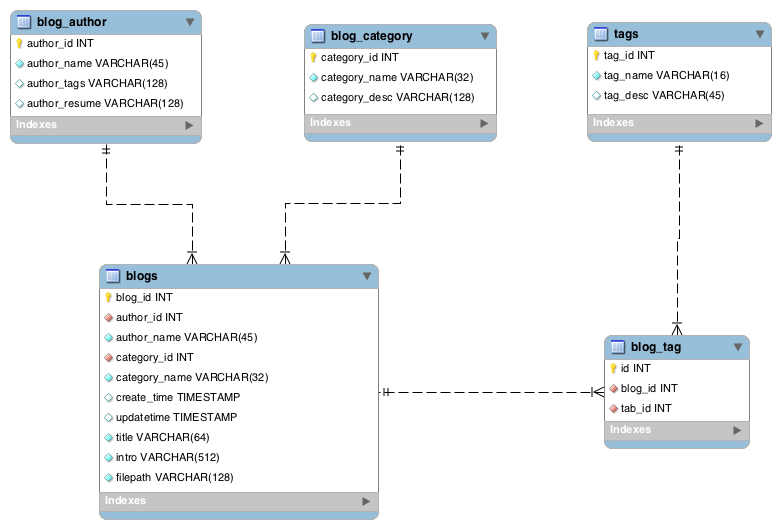 blog_author
author_id INT
author_name VARCHAR(45)
author_tags VARCHAR(128)
author_resume VARCHAR(128)
Indexes
blog_category
category_id INT
category_name VARCHAR(32)
category_desc VARCHAR(128)
Indexes
tags
tag_id INT
tag_name VARCHAR(16)
tag_desc VARCHAR(45)
Indexes
blogs
blog_id INT
author_id INT
author_name VARCHAR(45)
category_id INT
category_name VARCHAR(32)
create_time TIMESTAMP
updatetime TIMESTAMP
title VARCHAR(64)
intro VARCHAR(512)
filepath VARCHAR(128)
Indexes
blog_tag
id INT
blog_id INT
tab_id INT
Indexes